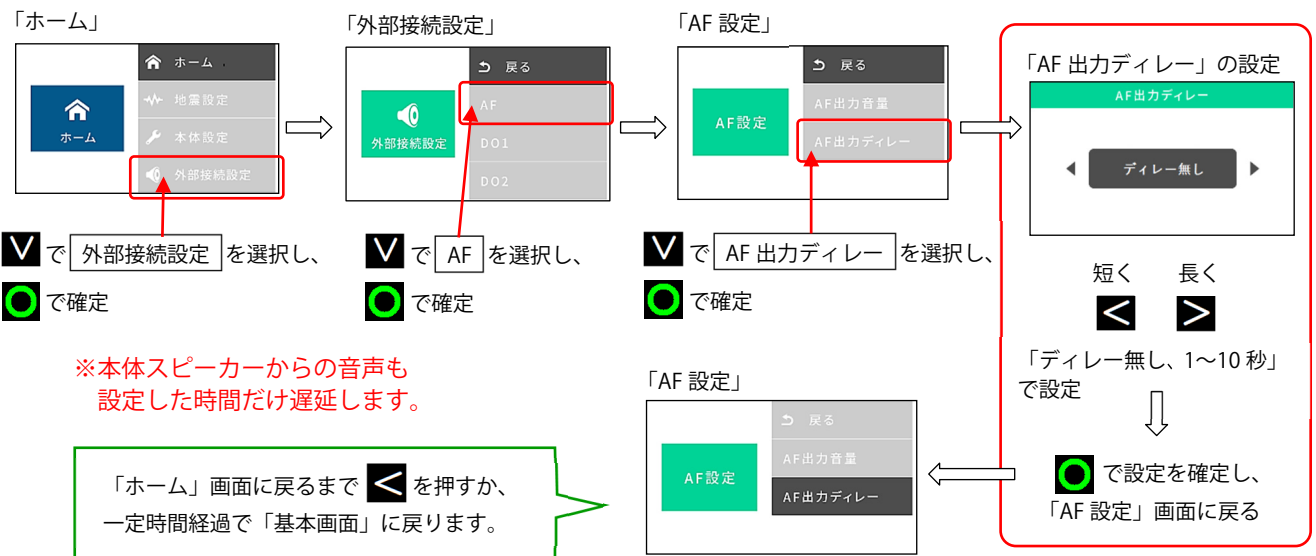 「ホーム」
ホーム
ホーム
地震設定
本体設定
外部接続設定
∨ で 外部接続設定 を選択し、
で確定
「外部接続設定」
外部接続設定
戻る
AF
DO1
DO2
∨ で AF を選択し、
で確定
「AF 設定」
AF設定
戻る
AF出力音量
AF出力ディレー
∨ で AF 出力ディレー を選択し、
で確定
「AF 出力ディレー」の設定
AF出力ディレー
ディレー無し
短く 長く
< >
「ディレー無し、1～10 秒」
で設定
で設定を確定し、
「AF 設定」画面に戻る
「AF 設定」
AF設定
戻る
AF出力音量
AF出力ディレー
※本体スピーカーからの音声も
設定した時間だけ遅延します。
「ホーム」画面に戻るまで < を押すか、
一定時間経過で「基本画面」に戻ります。